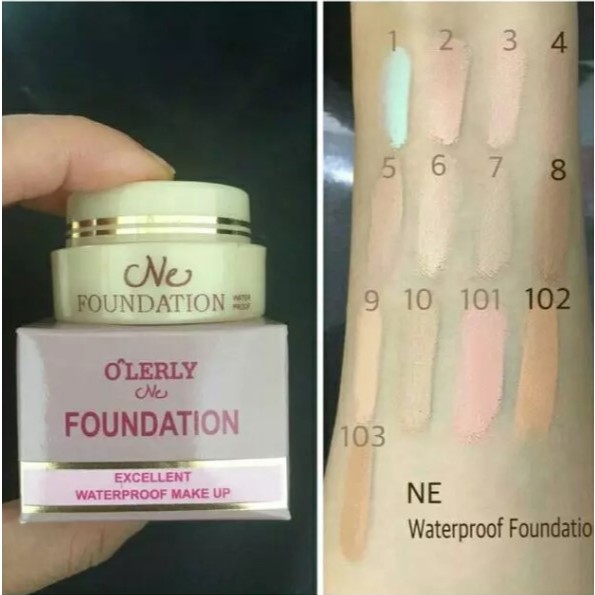 Ne
FOUNDATION WATER PROOF
O'LERLY
Ne
FOUNDATION
EXCELLENT
WATERPROOF MAKE UP
1 2 3 4
5 6 7 8
9 10 101 102
103
NE
Waterproof Foundatio